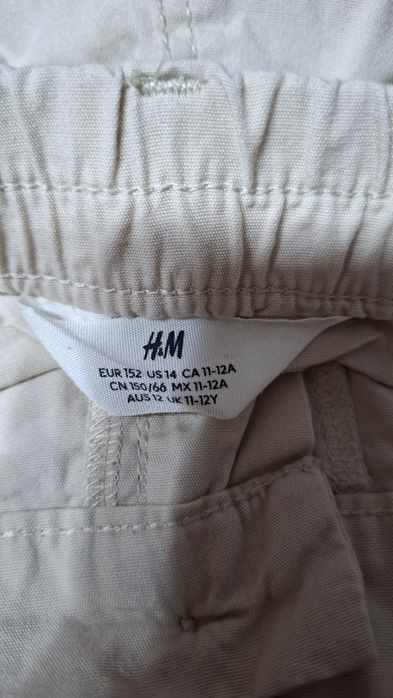 H&M
EUR 152 US 14 CA 11-12A
CN 150/66 MX 11-12A
AUS 12 UK 11-12Y